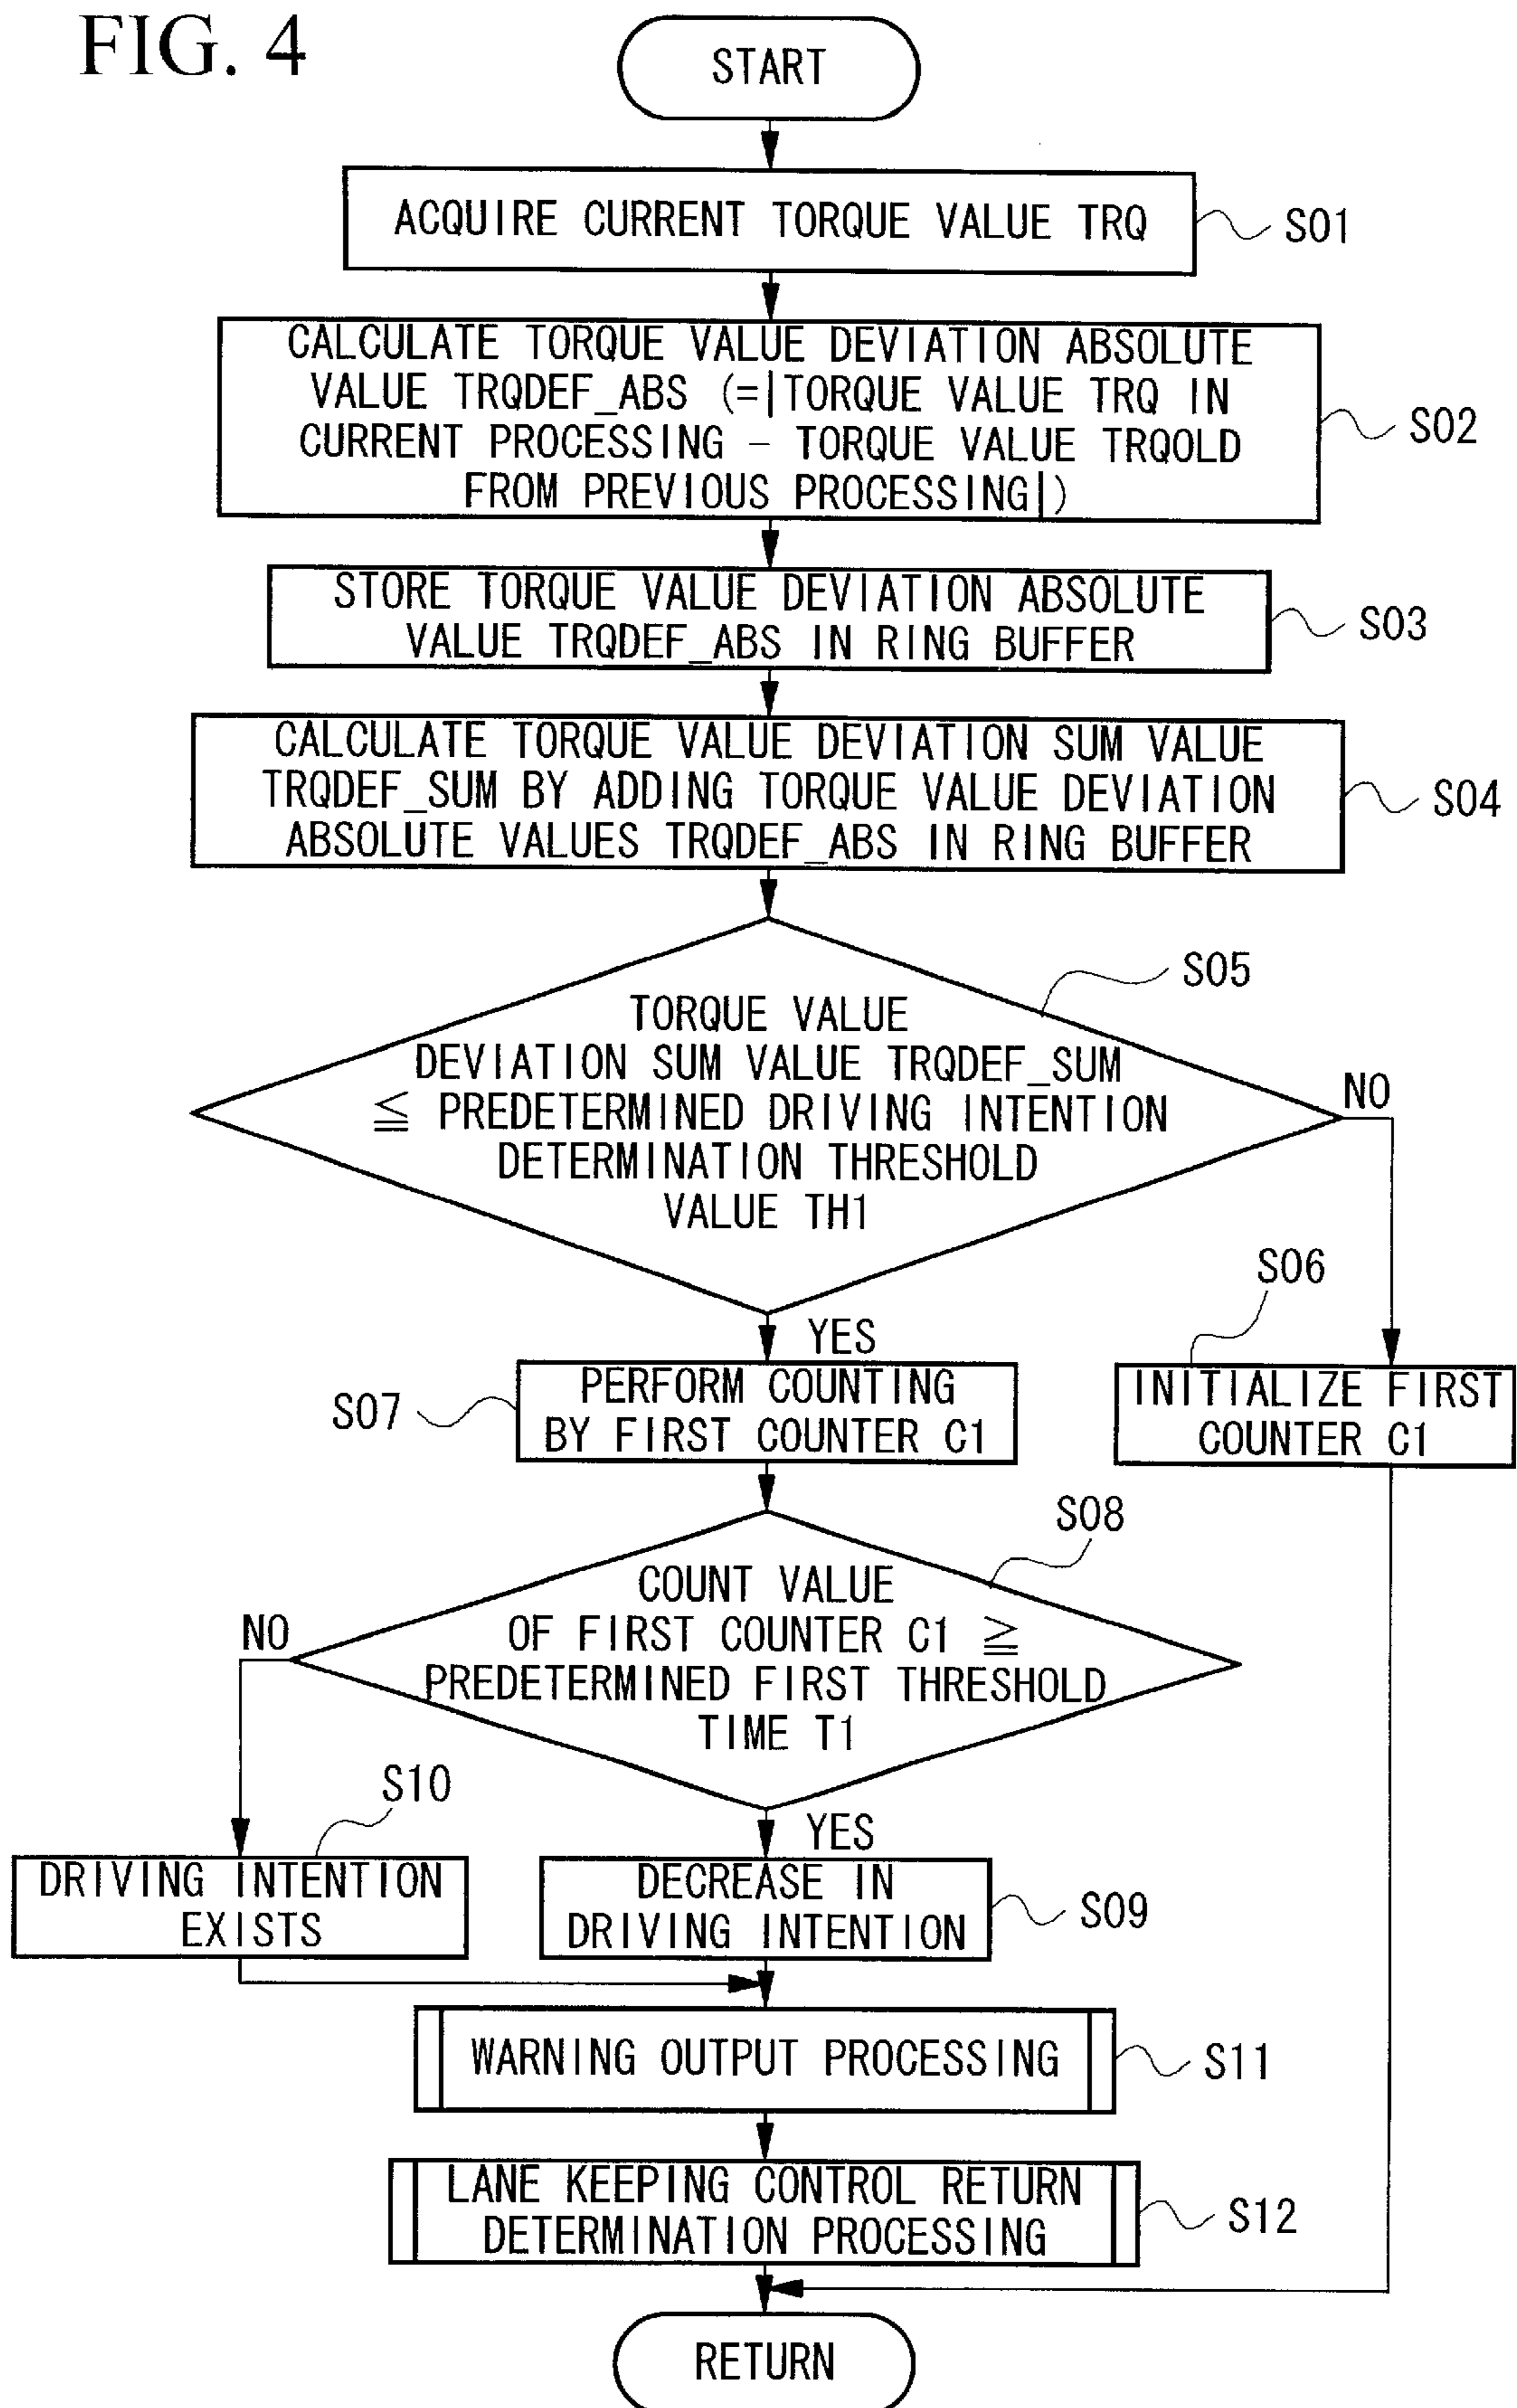 FIG. 4
START
ACQUIRE CURRENT TORQUE VALUE TRQ
S01
CALCULATE TORQUE VALUE DEVIATION ABSOLUTE
VALUE TRQDEF_ABS (=|TORQUE VALUE TRQ IN
CURRENT PROCESSING - TORQUE VALUE TRQOLD
FROM PREVIOUS PROCESSING|)
S02
STORE TORQUE VALUE DEVIATION ABSOLUTE
VALUE TRQDEF_ABS IN RING BUFFER
S03
CALCULATE TORQUE VALUE DEVIATION SUM VALUE
TRQDEF_SUM BY ADDING TORQUE VALUE DEVIATION
ABSOLUTE VALUES TRQDEF_ABS IN RING BUFFER
S04
S05
TORQUE VALUE
DEVIATION SUM VALUE TRQDEF_SUM
≦ PREDETERMINED DRIVING INTENTION
DETERMINATION THRESHOLD
VALUE TH1
NO
YES
S06
INITIALIZE FIRST
COUNTER C1
S07
PERFORM COUNTING
BY FIRST COUNTER C1
S08
COUNT VALUE
OF FIRST COUNTER C1 ≧
PREDETERMINED FIRST THRESHOLD
TIME T1
NO
YES
S10
DRIVING INTENTION
EXISTS
DECREASE IN
DRIVING INTENTION
S09
WARNING OUTPUT PROCESSING
S11
LANE KEEPING CONTROL RETURN
DETERMINATION PROCESSING
S12
RETURN